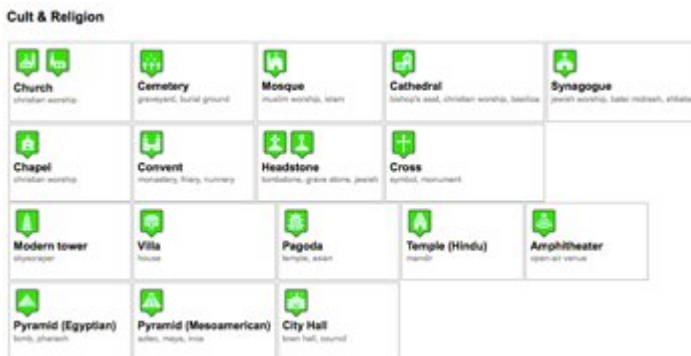 Cult & Religion
Church
christian worship
Cemetery
graveyard, burial ground
Mosque
muslim worship, islam
Cathedral
bishop's seat, christian worship, basilica
Synagogue
jewish worship, beter midrash,
Chapel
christian worship
Convent
monastery, friary, nunnery
Headstone
tombstone, grave stone, jewish
Cross
symbol, monument
Modern tower
skyscraper
Villa
house
Pagoda
temple, asian
Temple (Hindu)
mandir
Amphitheater
open-air venue
Pyramid (Egyptian)
tomb, pharaoh
Pyramid (Mesoamerican)
aztec, maya, inca
City Hall
town hall, council